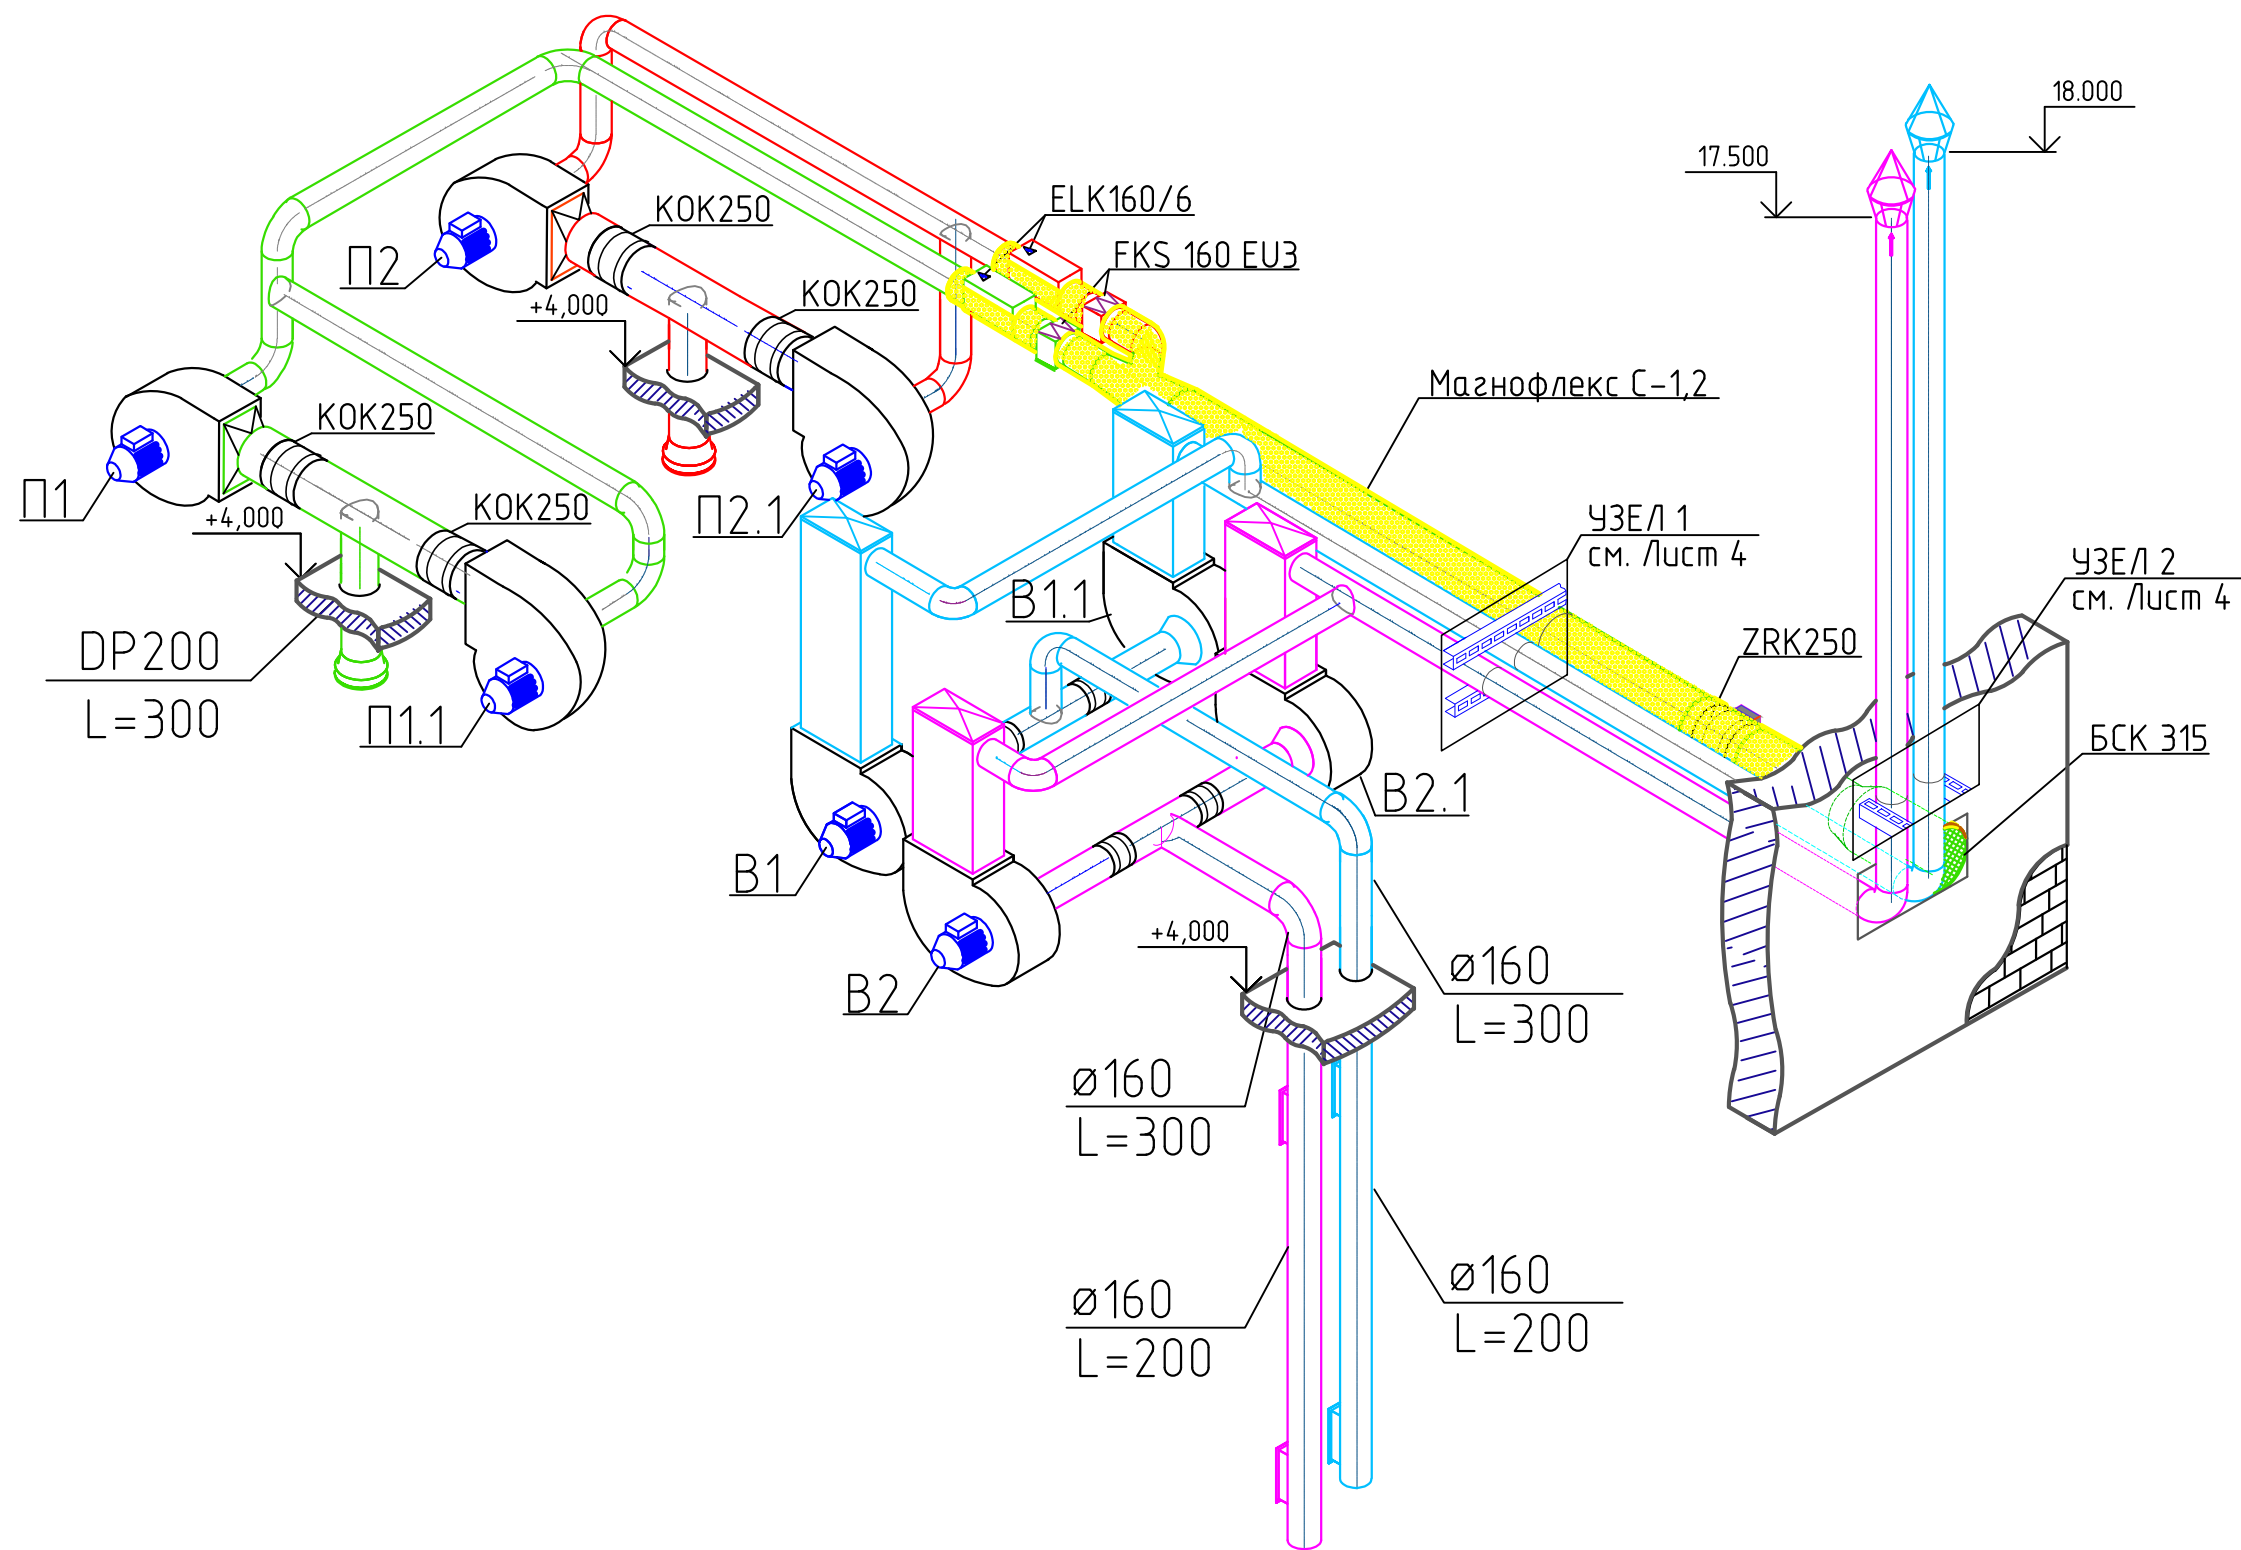 18.000
17.500
ELK160/6
КОК250
П2
FKS 160 EU3
КОК250
+4,000
Магнофлекс С-1,2
КОК250
П1
КОК250
+4,000
П2.1
УЗЕЛ 1
см. Лист 4
УЗЕЛ 2
см. Лист 4
В1.1
DP200
L=300
ZRK250
П1.1
БСК 315
В2.1
В1
+4,000
ø160
L=300
В2
ø160
L=300
ø160
L=200
ø160
L=200